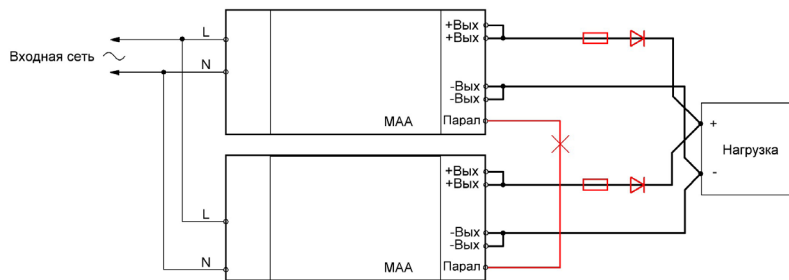 +Вых
L
+Вых
Входная сеть
N
-Вых
-Вых
МАА
Парал
+
Нагрузка
-
+Вых
+Вых
L
-Вых
-Вых
N
МАА
Парал